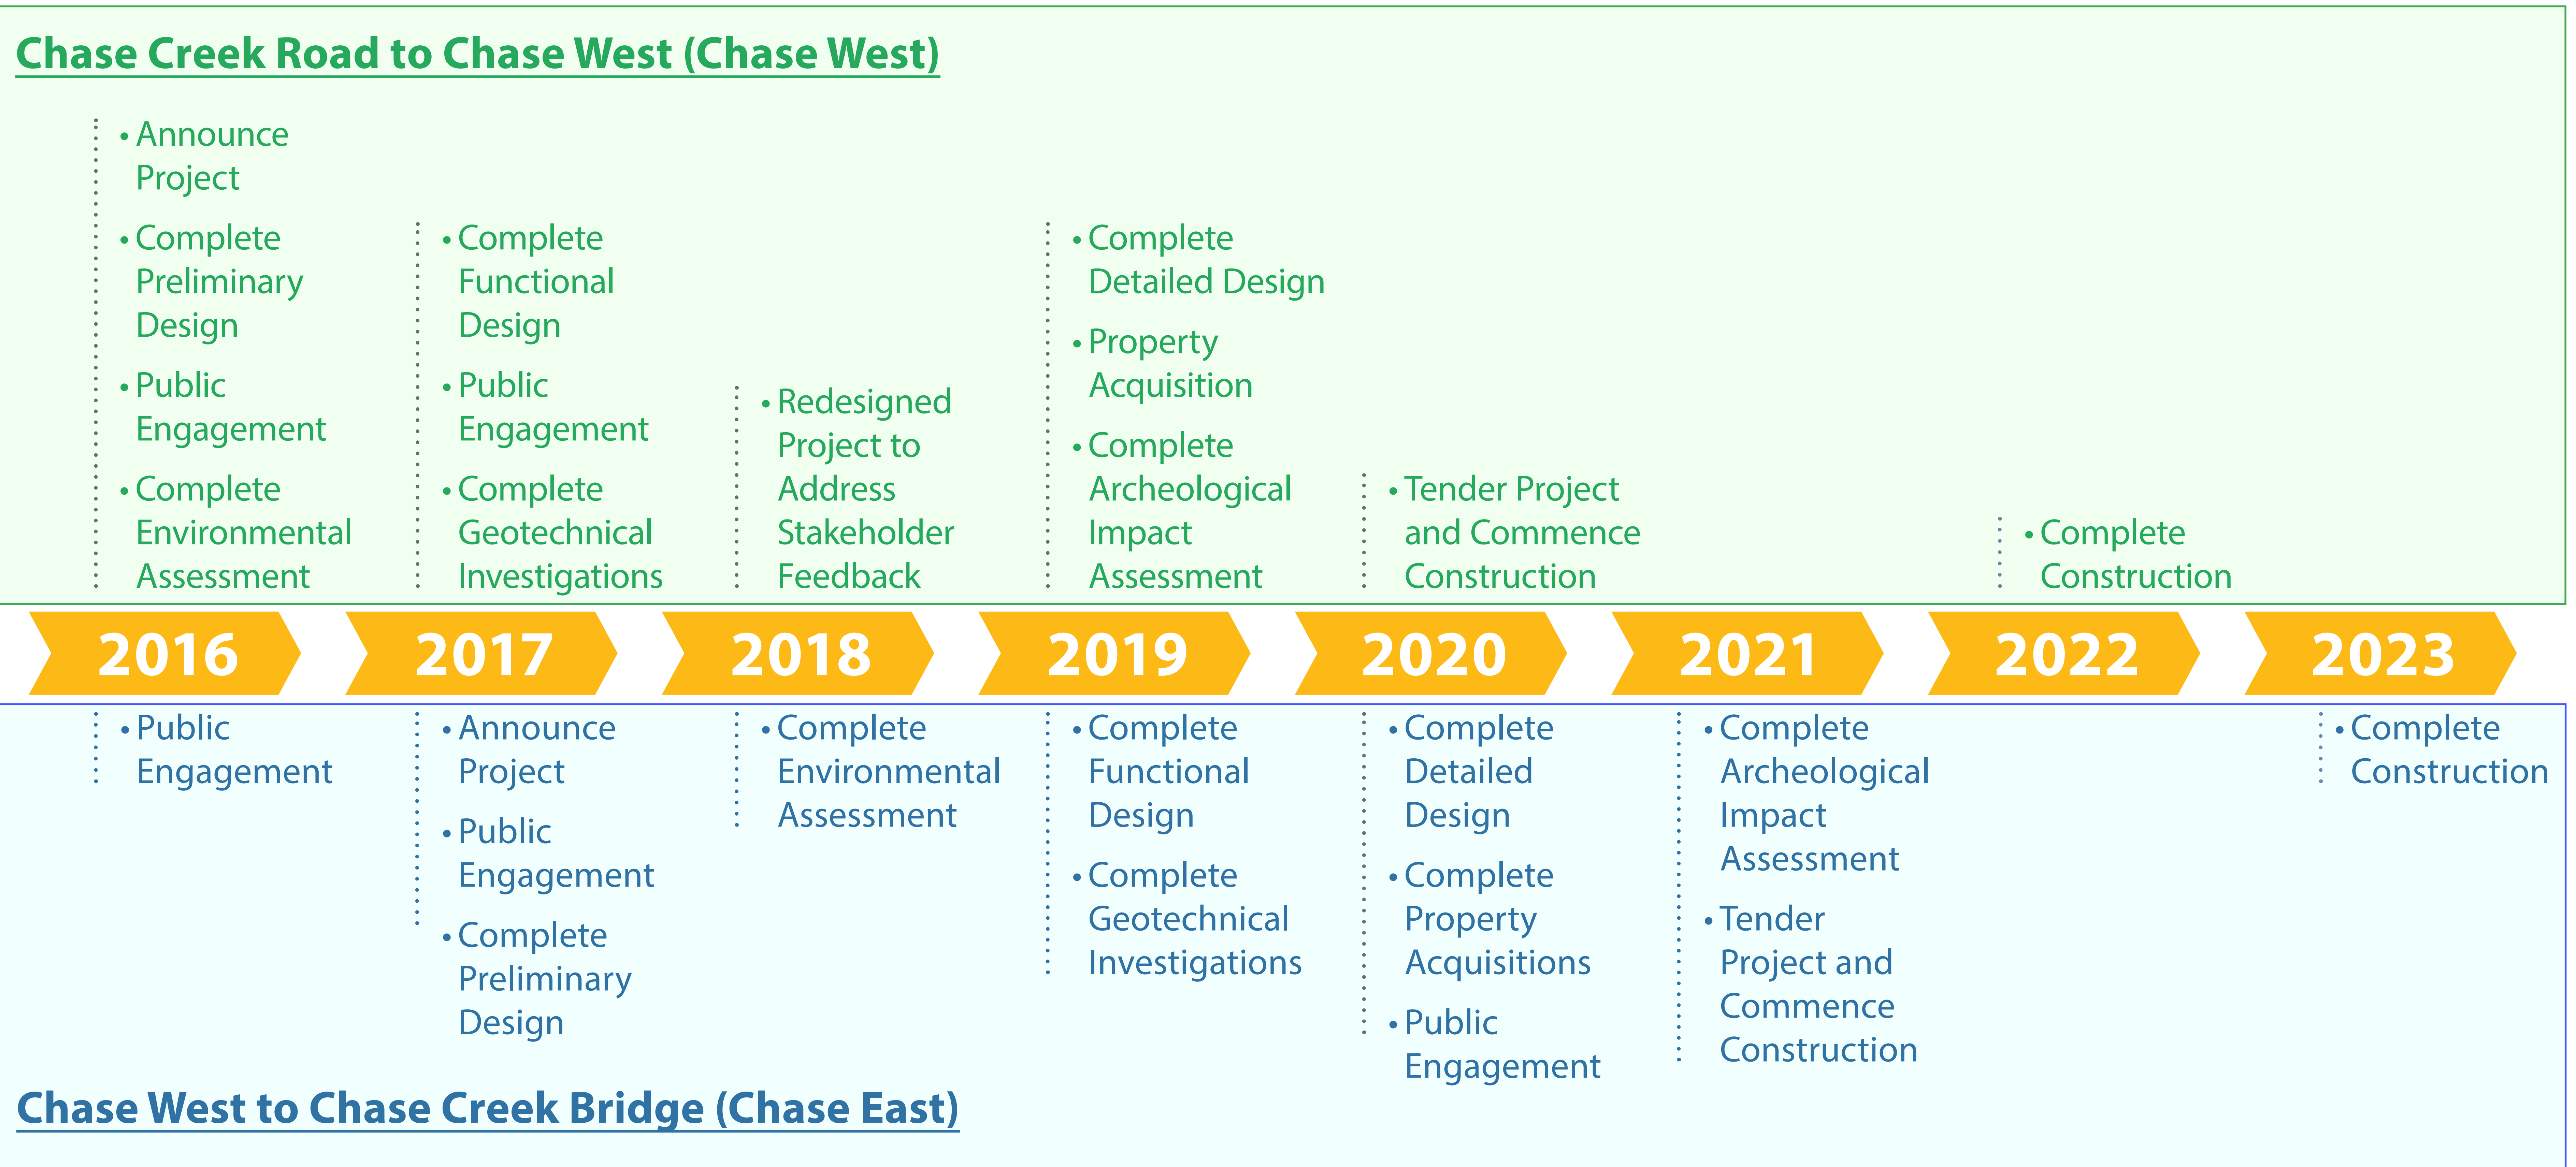 Chase Creek Road to Chase West (Chase West)
• Announce
Project
• Complete
Preliminary
Design
• Public
Engagement
• Complete
Environmental
Assessment
• Complete
Functional
Design
• Public
Engagement
• Complete
Geotechnical
Investigations
• Redesigned
Project to
Address
Stakeholder
Feedback
• Complete
Detailed Design
• Property
Acquisition
• Complete
Archeological
Impact
Assessment
• Tender Project
and Commence
Construction
• Complete
Construction
2016
2017
2018
2019
2020
2021
2022
2023
• Public
Engagement
• Announce
Project
• Public
Engagement
• Complete
Preliminary
Design
• Complete
Environmental
Assessment
• Complete
Functional
Design
• Complete
Geotechnical
Investigations
• Complete
Detailed
Design
• Complete
Property
Acquisitions
• Public
Engagement
• Complete
Archeological
Impact
Assessment
• Tender
Project and
Commence
Construction
• Complete
Construction
Chase West to Chase Creek Bridge (Chase East)